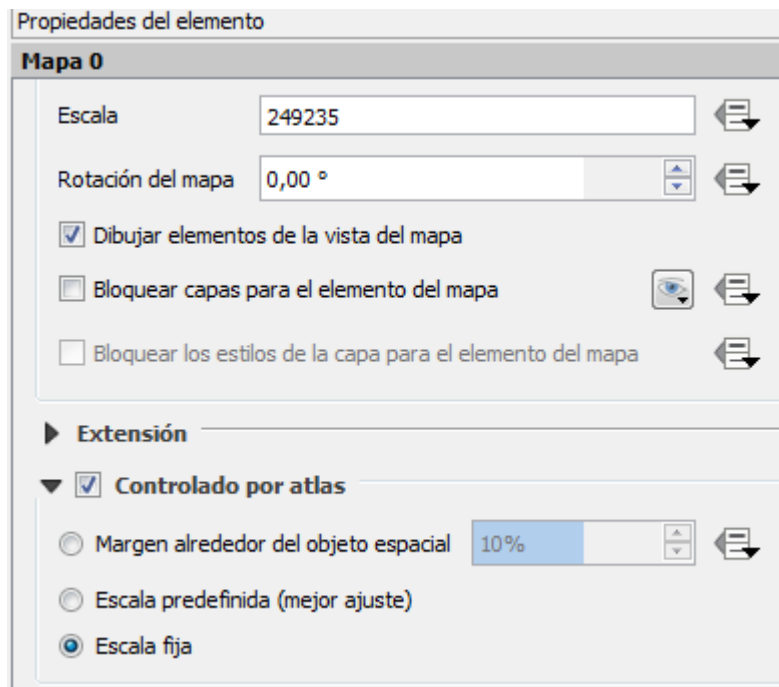 Propiedades del elemento
Mapa 0
Escala 249235
Rotación del mapa 0,00 °
Dibujar elementos de la vista del mapa
Bloquear capas para el elemento del mapa
Bloquear los estilos de la capa para el elemento del mapa
Extensión
Controlado por atlas
Margen alrededor del objeto espacial 10%
Escala predefinida (mejor ajuste)
Escala fija